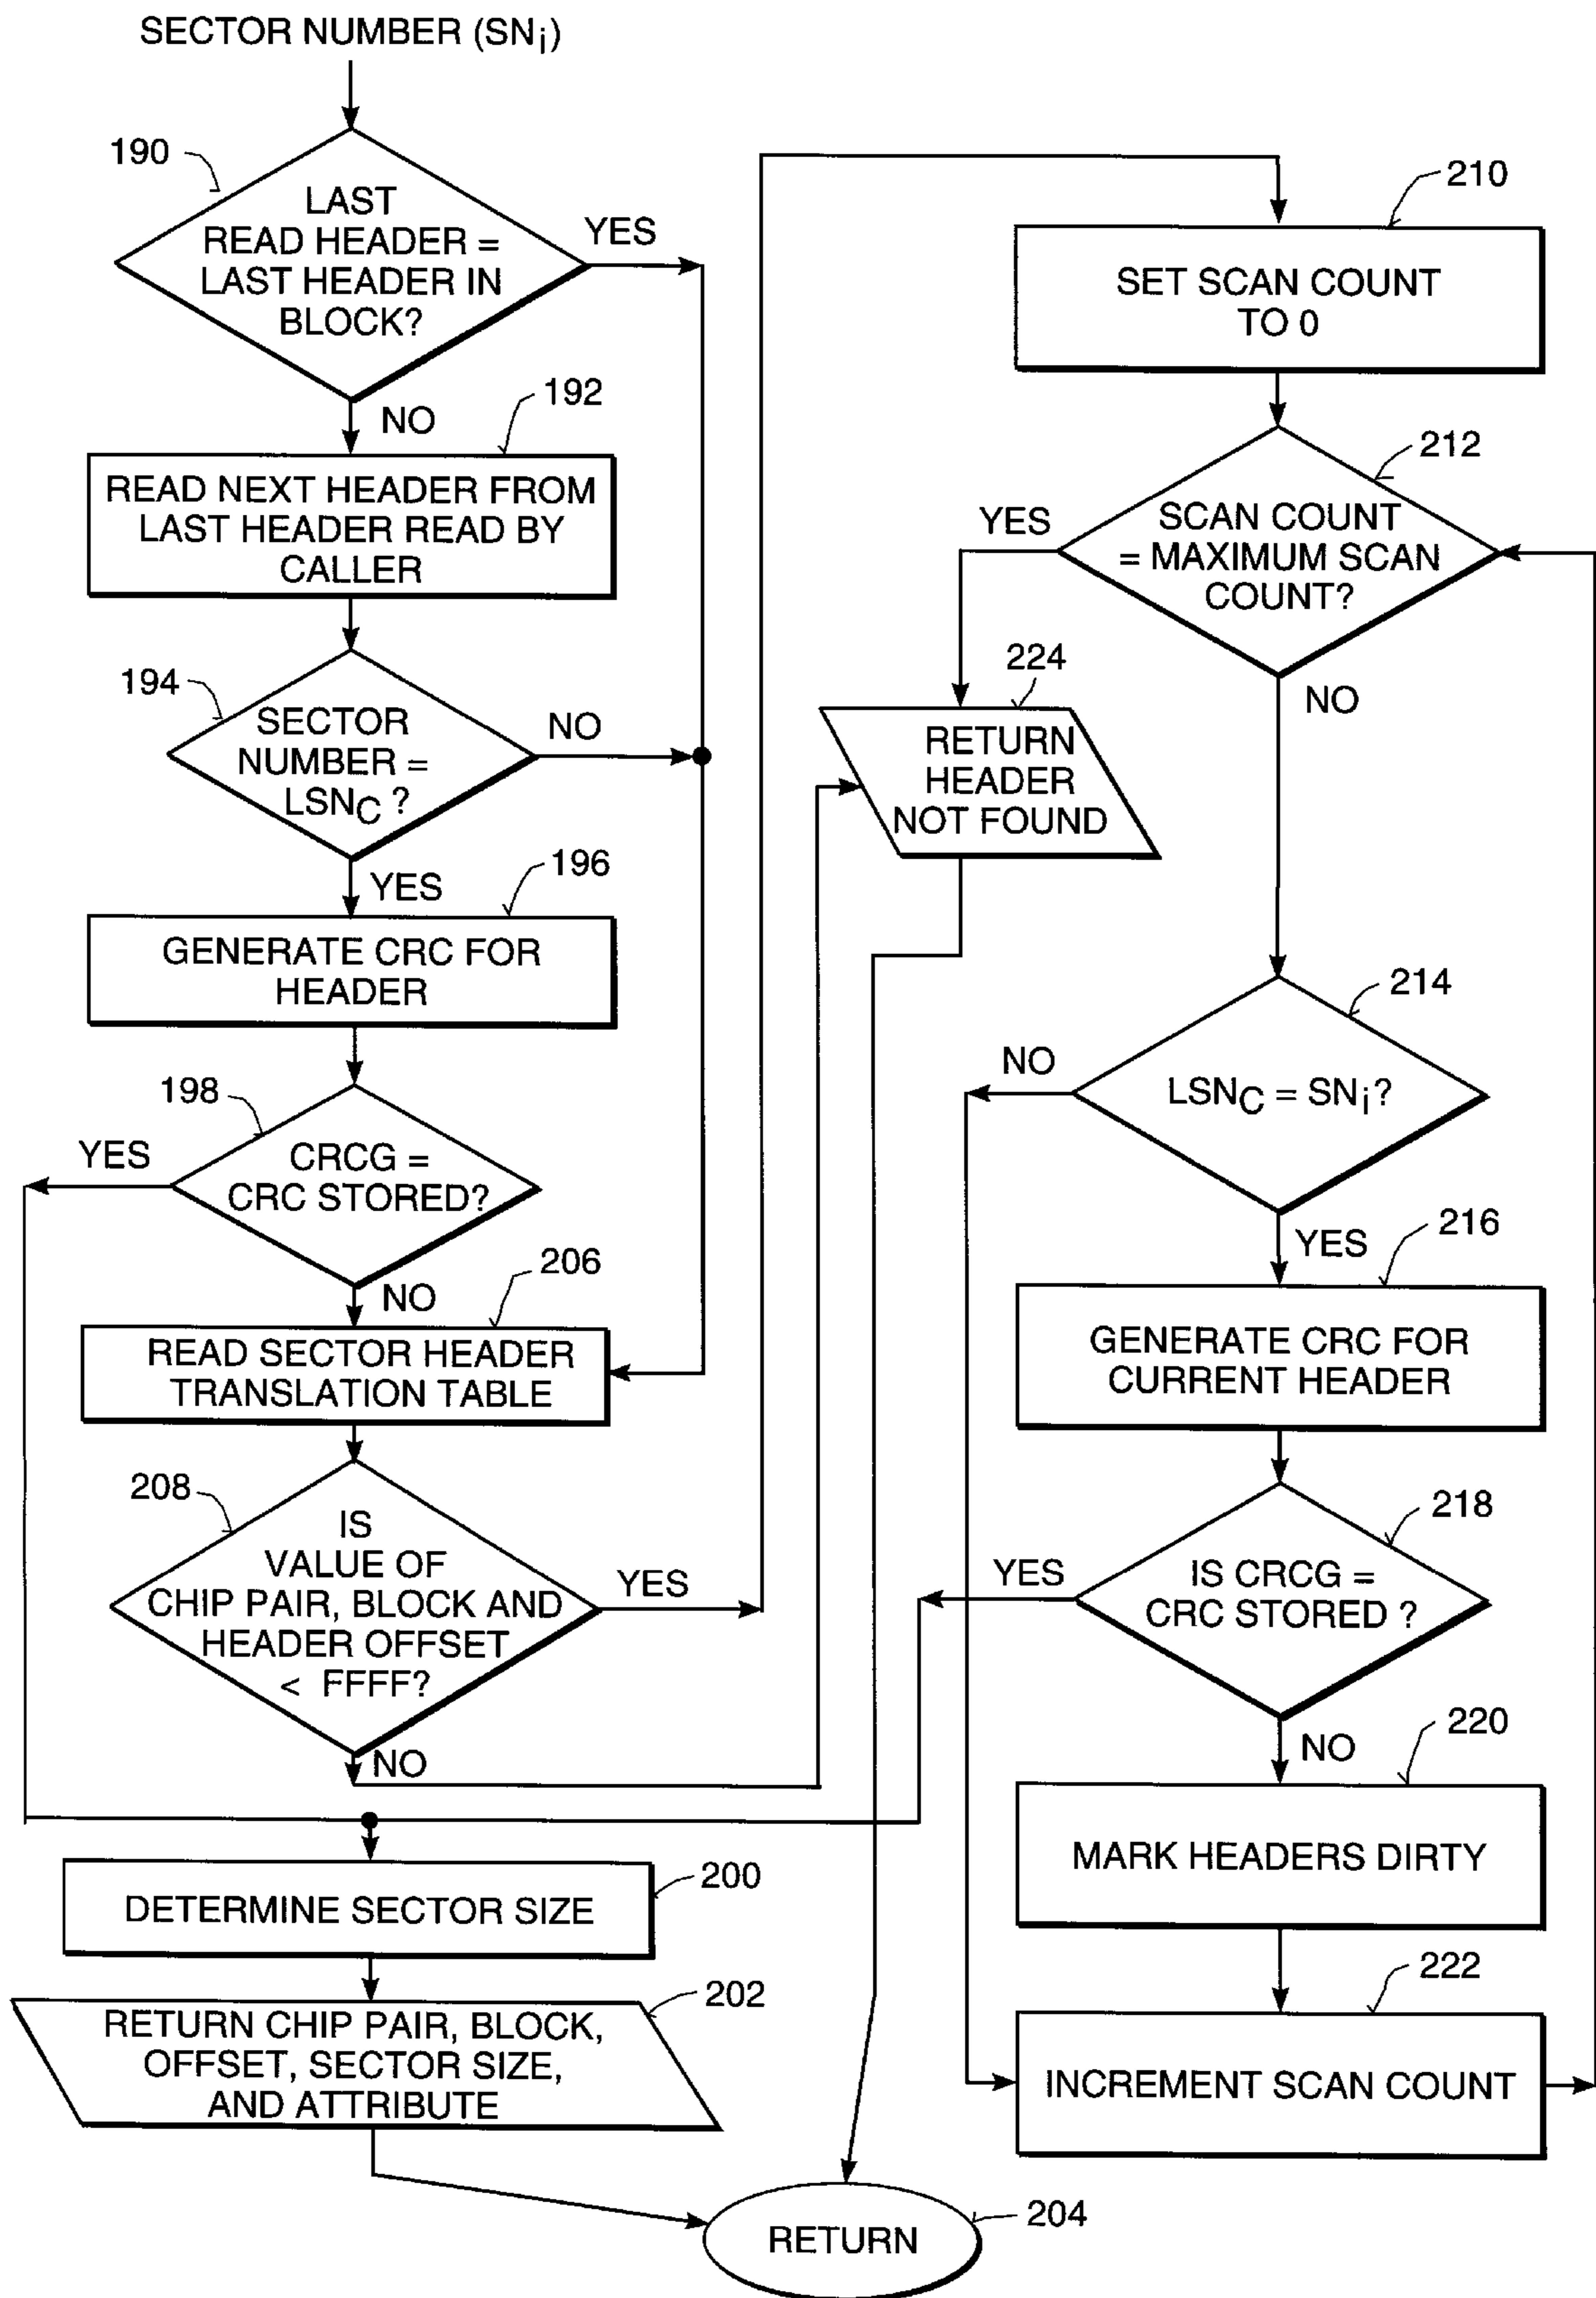 SECTOR NUMBER (SNi)
190
LAST
READ HEADER =
LAST HEADER IN
BLOCK?
YES
NO
192
READ NEXT HEADER FROM
LAST HEADER READ BY
CALLER
194
SECTOR
NUMBER =
LSNC ?
NO
YES
196
GENERATE CRC FOR
HEADER
198
CRCG =
CRC STORED?
YES
NO
206
READ SECTOR HEADER
TRANSLATION TABLE
208
IS
VALUE OF
CHIP PAIR, BLOCK AND
HEADER OFFSET
< FFFF?
YES
NO
200
DETERMINE SECTOR SIZE
202
RETURN CHIP PAIR, BLOCK,
OFFSET, SECTOR SIZE,
AND ATTRIBUTE
204
RETURN
210
SET SCAN COUNT
TO 0
212
SCAN COUNT
= MAXIMUM SCAN
COUNT?
YES
NO
224
RETURN
HEADER
NOT FOUND
214
LSNC = SNi?
NO
YES
216
GENERATE CRC FOR
CURRENT HEADER
218
IS CRCG =
CRC STORED ?
YES
NO
220
MARK HEADERS DIRTY
222
INCREMENT SCAN COUNT